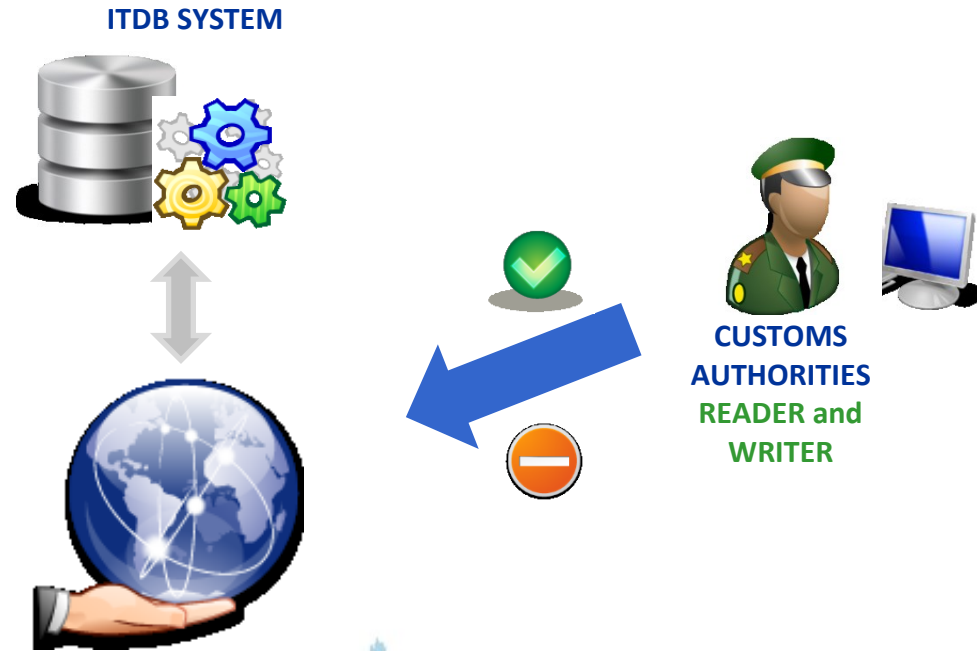 ITDB SYSTEM
CUSTOMS
AUTHORITIES
READER and
WRITER